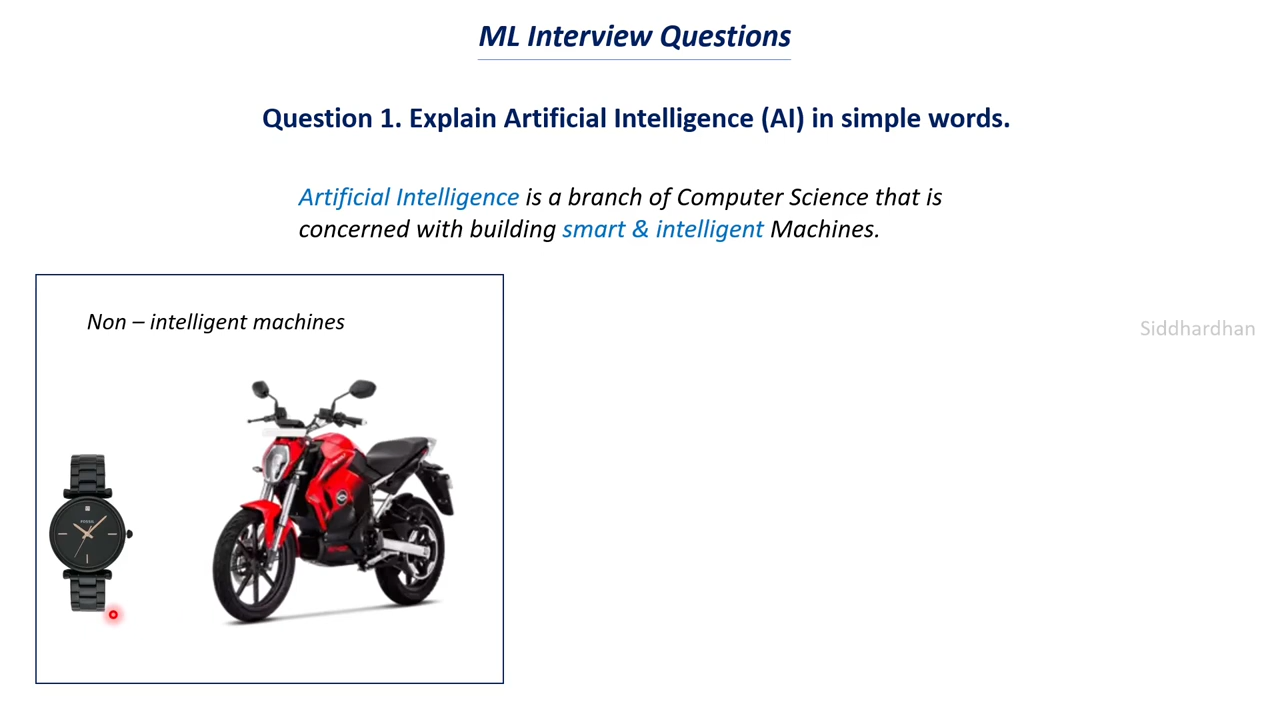 ML Interview Questions
Question 1. Explain Artificial Intelligence (AI) in simple words.
Artificial Intelligence is a branch of Computer Science that is
concerned with building smart & intelligent Machines.
Non – intelligent machines
Siddhardhan
FOSSIL